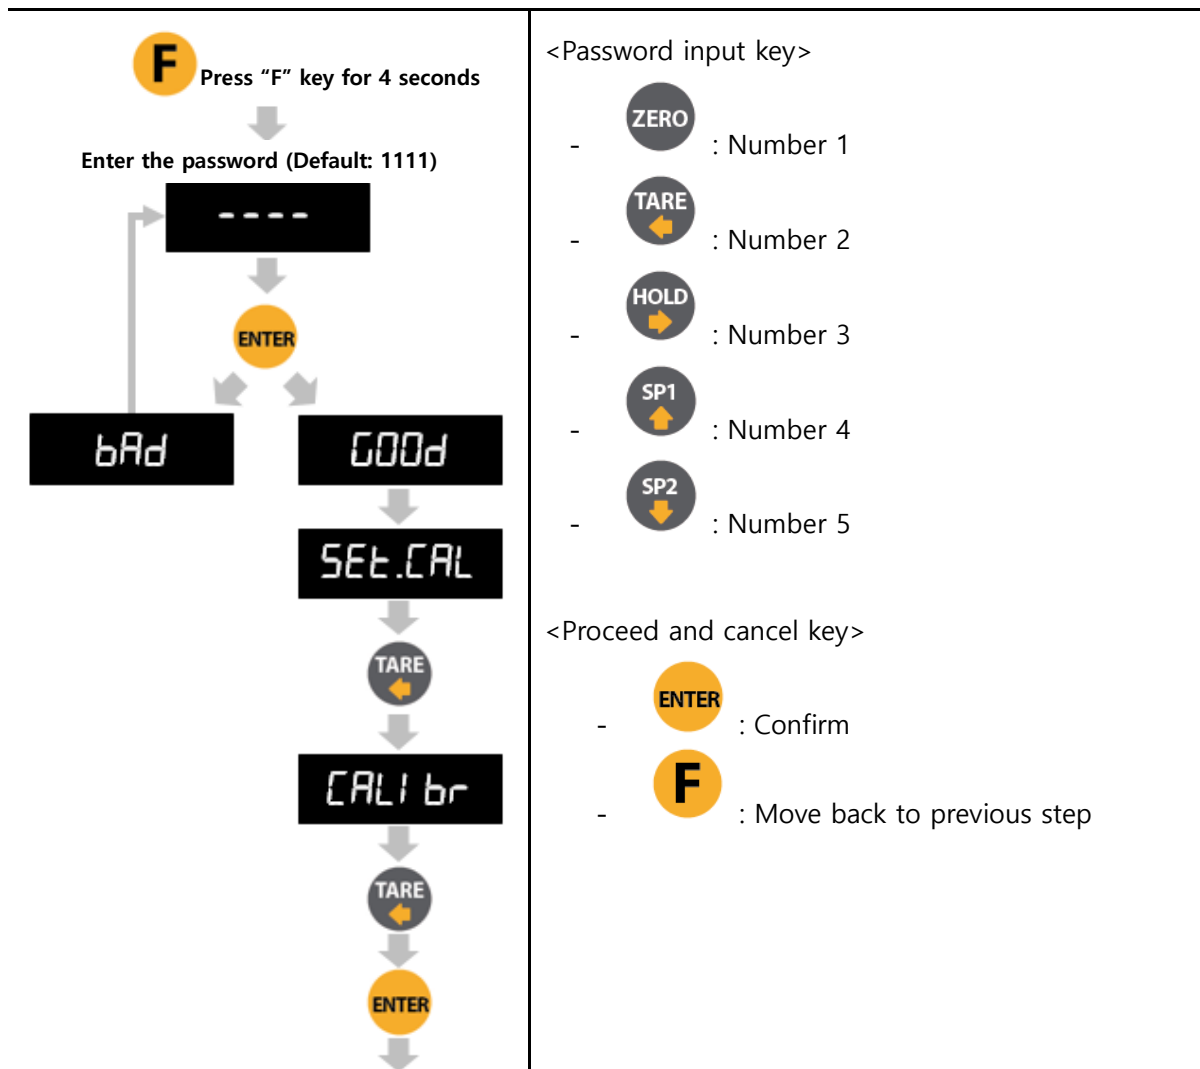 F Press “F” key for 4 seconds
Enter the password (Default: 1111)
----
ENTER
bAd
GOOd
SEt.CAL
TARE
CALI br
TARE
ENTER
<Password input key>
- ZERO : Number 1
- TARE : Number 2
- HOLD : Number 3
- SP1 : Number 4
- SP2 : Number 5
<Proceed and cancel key>
- ENTER : Confirm
- F : Move back to previous step